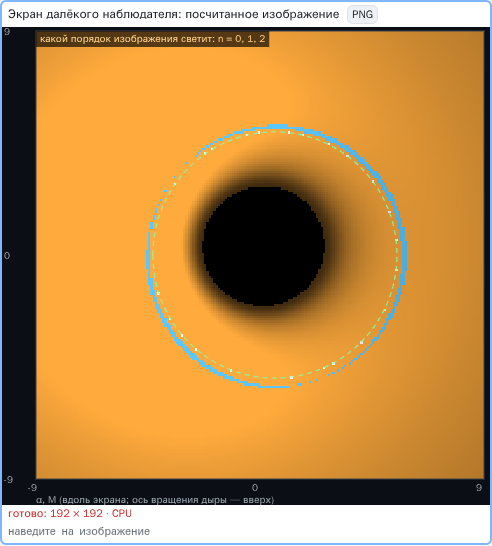 Экран далёкого наблюдателя: посчитанное изображение PNG
9
какой порядок изображения светит: n = 0, 1, 2
0
-9
-9 0 9
α, M (вдоль экрана; ось вращения дыры — вверх)
готово: 192 × 192 · CPU
наведите на изображение